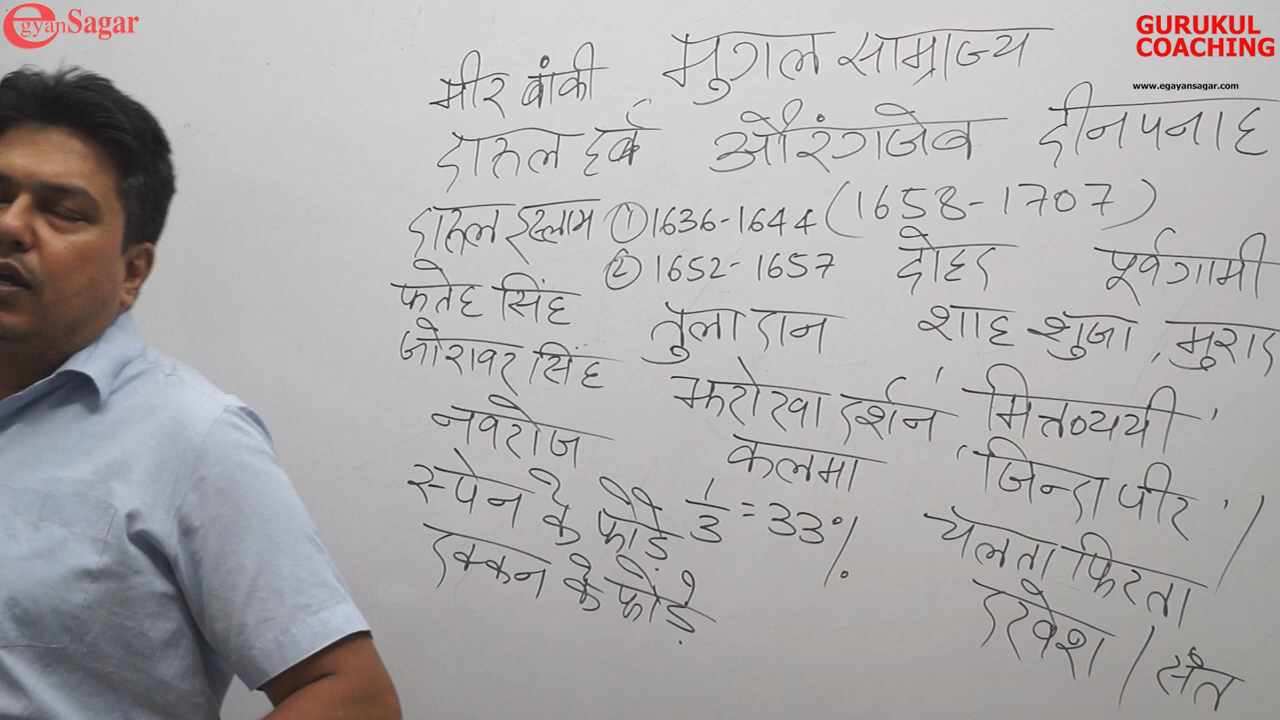 egyanSagar
GURUKUL
COACHING
www.egayansagar.com
मुगल साम्राज्य
मीर बांकी
दारुल हर्ब औरंगजेब दीनपनाह
दारुल इस्लाम ① 1636-1644 (1658-1707)
② 1652-1657 दोहद पूर्वगामी
फतेह सिंह तुलादान शाह शुजा, मुराद
जोरावर सिंह झरोखा दर्शन 'मितव्ययी'
नवरोज कलमा 'जिन्दा पीर' /
स्पेन के फोड़े 1/3 = 33% चलता फिरता
दक्कन के फोड़े दरवेश / संत